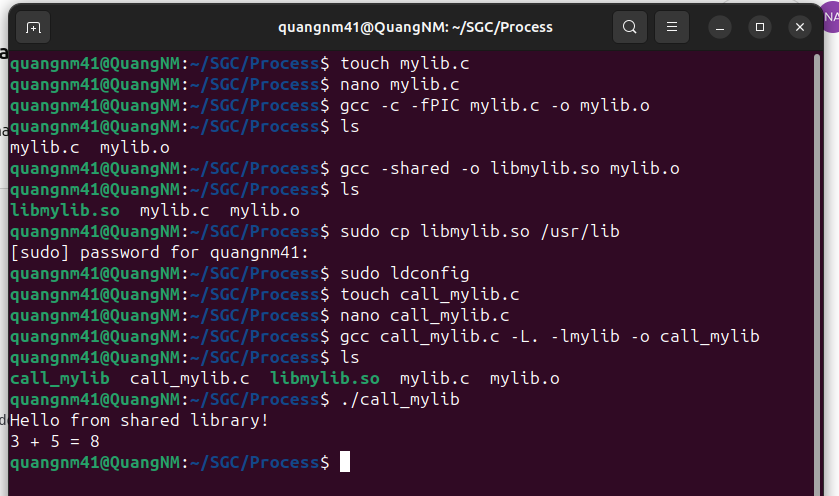 quangnm41@QuangNM: ~/SGC/Process
quangnm41@QuangNM:~/SGC/Process$ touch mylib.c
quangnm41@QuangNM:~/SGC/Process$ nano mylib.c
quangnm41@QuangNM:~/SGC/Process$ gcc -c -fPIC mylib.c -o mylib.o
quangnm41@QuangNM:~/SGC/Process$ ls
mylib.c  mylib.o
quangnm41@QuangNM:~/SGC/Process$ gcc -shared -o libmylib.so mylib.o
quangnm41@QuangNM:~/SGC/Process$ ls
libmylib.so  mylib.c  mylib.o
quangnm41@QuangNM:~/SGC/Process$ sudo cp libmylib.so /usr/lib
[sudo] password for quangnm41:
quangnm41@QuangNM:~/SGC/Process$ sudo ldconfig
quangnm41@QuangNM:~/SGC/Process$ touch call_mylib.c
quangnm41@QuangNM:~/SGC/Process$ nano call_mylib.c
quangnm41@QuangNM:~/SGC/Process$ gcc call_mylib.c -L. -lmylib -o call_mylib
quangnm41@QuangNM:~/SGC/Process$ ls
call_mylib  call_mylib.c  libmylib.so  mylib.c  mylib.o
quangnm41@QuangNM:~/SGC/Process$ ./call_mylib
Hello from shared library!
3 + 5 = 8
quangnm41@QuangNM:~/SGC/Process$